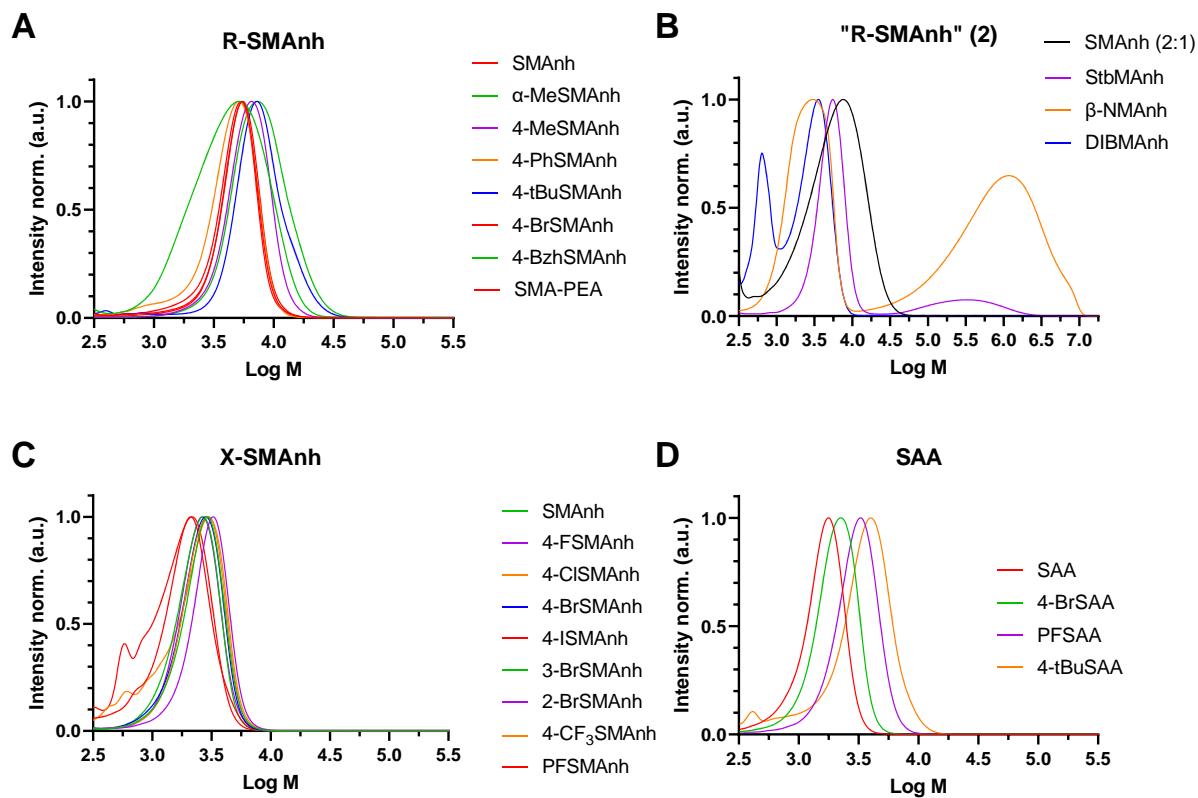 A
R-SMAnh
Intensity norm. (a.u.)
1.0
0.5
0.0
2.5 3.0 3.5 4.0 4.5 5.0 5.5
Log M
SMAnh
α-MeSMAnh
4-MeSMAnh
4-PhSMAnh
4-tBuSMAnh
4-BrSMAnh
4-BzhSMAnh
SMA-PEA
B
"R-SMAnh" (2)
Intensity norm. (a.u.)
1.0
0.5
0.0
2.5 3.0 3.5 4.0 4.5 5.0 5.5 6.0 6.5 7.0
Log M
SMAnh (2:1)
StbMAnh
β-NMAnh
DIBMAnh
C
X-SMAnh
Intensity norm. (a.u.)
1.0
0.5
0.0
2.5 3.0 3.5 4.0 4.5 5.0 5.5
Log M
SMAnh
4-FSMAnh
4-ClSMAnh
4-BrSMAnh
4-ISMAnh
3-BrSMAnh
2-BrSMAnh
4-CF₃SMAnh
PFSMAnh
D
SAA
Intensity norm. (a.u.)
1.0
0.5
0.0
2.5 3.0 3.5 4.0 4.5 5.0 5.5
Log M
SAA
4-BrSAA
PFSAA
4-tBuSAA